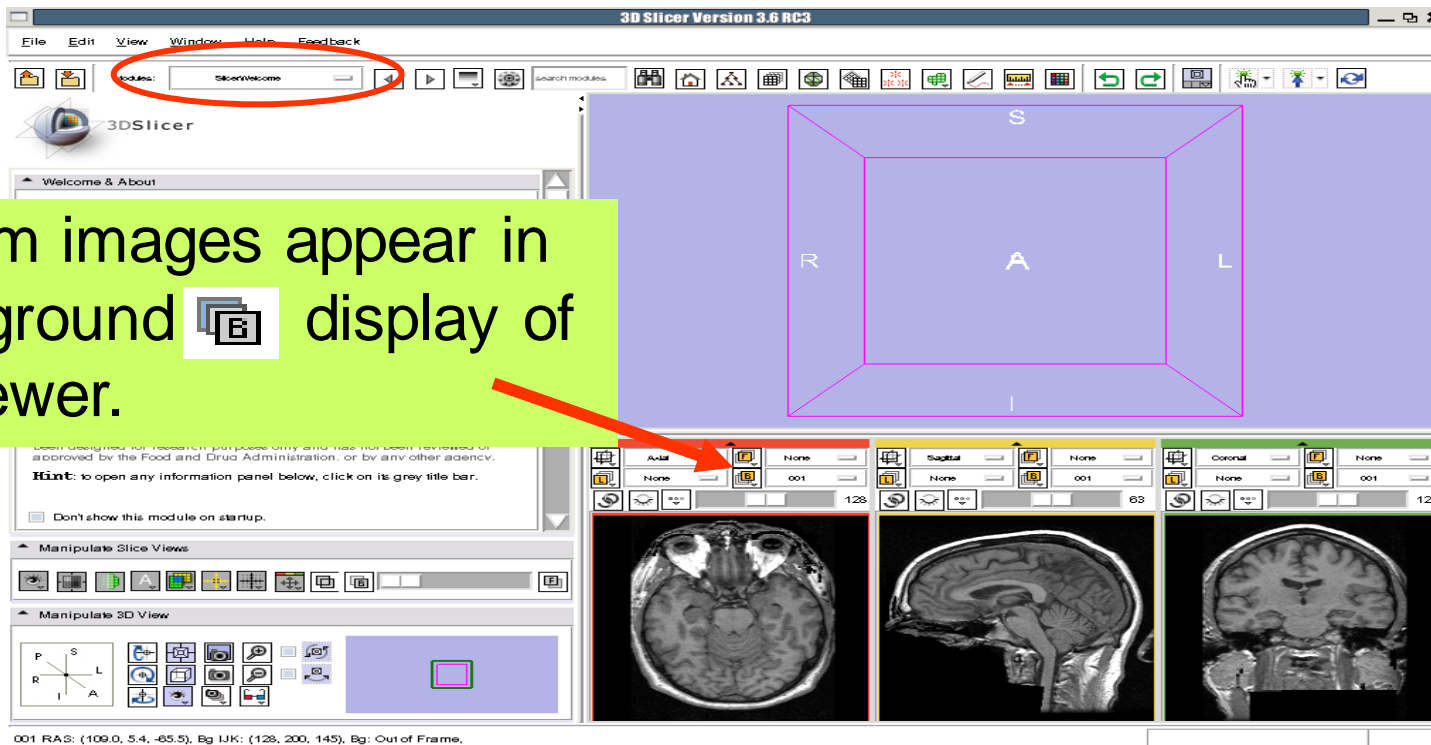 3D Slicer Version 3.6 RC3
File Edit View Window Help Feedback
Modules: SlicerWelcome search modules
3DSlicer
Welcome & About
m images appear in
ground B display of
ewer.
been designed for research purposes only and has not been reviewed or
approved by the Food and Drug Administration, or by any other agency.
Hint: to open any information panel below, click on its grey title bar.
Don't show this module on startup.
Manipulate Slice Views
A B F
Manipulate 3D View
P S
R L
I A
S
R A L
I
Axial F None
L None B 001
128
Sagittal F None
L None B 001
63
Coronal F None
L None B 001
12
001 RAS: (109.0, 5.4, -65.5), Bg IJK: (128, 200, 145), Bg: Out of Frame,